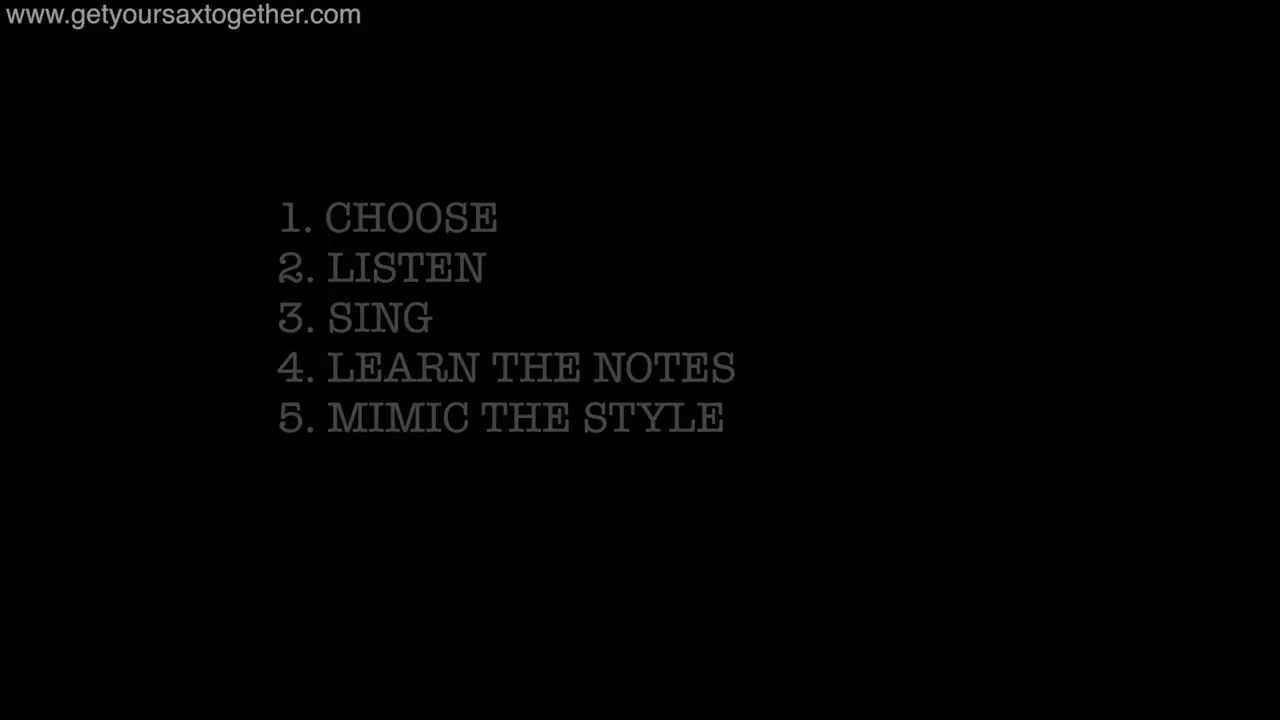 www.getyoursaxtogether.com
1. CHOOSE
2. LISTEN
3. SING
4. LEARN THE NOTES
5. MIMIC THE STYLE